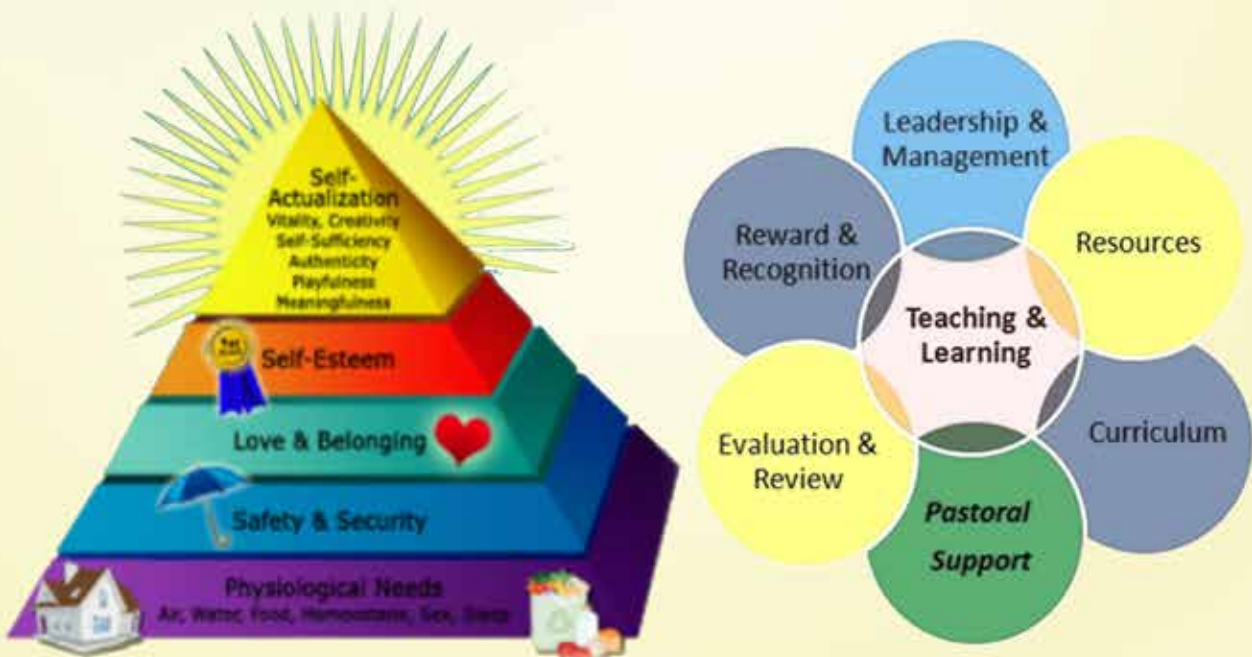 Self-
Actualization
Vitality, Creativity
Self-Sufficiency
Authenticity
Playfulness
Meaningfulness
Self-Esteem
Love & Belonging
Safety & Security
Physiological Needs
Air, Water, Food, Homeostasis, Sex, Sleep
Leadership &
Management
Reward &
Recognition
Resources
Teaching &
Learning
Evaluation &
Review
Curriculum
Pastoral
Support